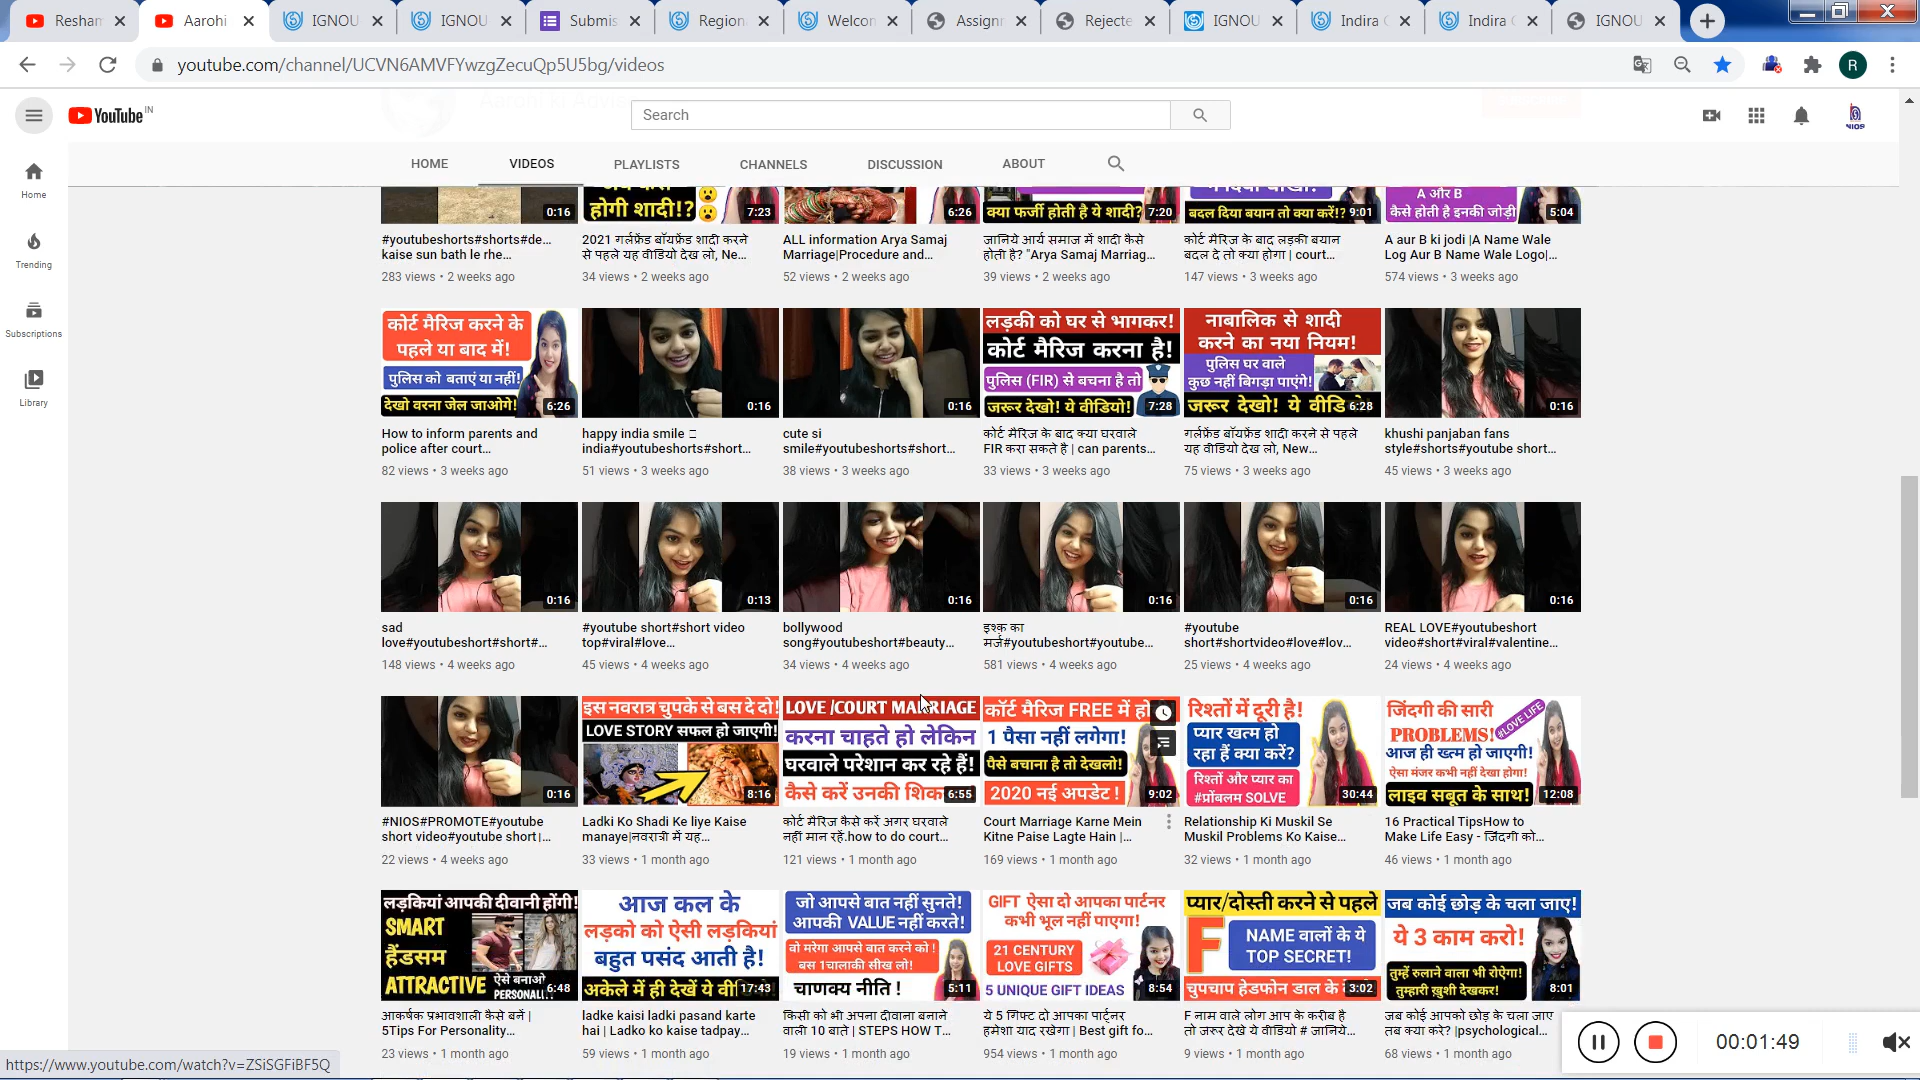 Resham
Aarohi
IGNOU
IGNOU
Submis
Region
Welcon
Assignn
Rejecte
IGNOU
Indira
Indira
IGNOU
youtube.com/channel/UCVN6AMVFYwzgZecuQp5U5bg/videos
R
YouTube IN
Search
NIOS
HOME VIDEOS PLAYLISTS CHANNELS DISCUSSION ABOUT
Home
Trending
Subscriptions
Library
0:16
#youtubeshorts#shorts#de...
kaise sun bath le rhe...
283 views • 2 weeks ago
होगी शादी!?
7:23
2021 गर्लफ्रेंड बॉयफ्रेंड शादी करने
से पहले यह वीडियो देख लो, Ne...
34 views • 2 weeks ago
6:26
ALL information Arya Samaj
Marriage|Procedure and...
52 views • 2 weeks ago
क्या फर्जी होती है ये शादी?
7:20
जानिये आर्य समाज में शादी कैसे
होती है? "Arya Samaj Marriag...
39 views • 2 weeks ago
बदल दिया बयान तो क्या करें!?
9:01
कोर्ट मैरिज के बाद लड़की बयान
बदल दे तो क्या होगा | court...
147 views • 3 weeks ago
A और B
कैसे होती है इनकी जोड़ी
5:04
A aur B ki jodi |A Name Wale
Log Aur B Name Wale Logo|...
574 views • 3 weeks ago
कोर्ट मैरिज करने के
पहले या बाद में!
पुलिस को बताएं या नहीं!
देखो वरना जेल जाओगे!
6:26
How to inform parents and
police after court...
82 views • 3 weeks ago
0:16
happy india smile
india#youtubeshorts#short...
51 views • 3 weeks ago
0:16
cute si
smile#youtubeshorts#short...
38 views • 3 weeks ago
लड़की को घर से भागकर!
कोर्ट मैरिज करना है!
पुलिस (FIR) से बचना है तो
जरूर देखो! ये वीडियो!
7:28
कोर्ट मैरिज के बाद क्या घरवाले
FIR करा सकते है | can parents...
33 views • 3 weeks ago
नाबालिक से शादी
करने का नया नियम!
पुलिस घर वाले
कुछ नहीं बिगड़ा पाएंगे!
जरूर देखो! ये
6:28
गर्लफ्रेंड बॉयफ्रेंड शादी करने से पहले
यह वीडियो देख लो, New...
75 views • 3 weeks ago
0:16
khushi panjaban fans
style#shorts#youtube short...
45 views • 3 weeks ago
0:16
sad
love#youtubeshort#short#...
148 views • 4 weeks ago
0:13
#youtube short#short video
top#viral#love...
45 views • 4 weeks ago
0:16
bollywood
song#youtubeshort#beauty...
34 views • 4 weeks ago
0:16
इश्क का
मर्ज#youtubeshort#youtube...
581 views • 4 weeks ago
0:16
#youtube
short#shortvideo#love#lov...
25 views • 4 weeks ago
0:16
REAL LOVE#youtubeshort
video#short#viral#valentine...
24 views • 4 weeks ago
0:16
#NIOS#PROMOTE#youtube
short video#youtube short|...
22 views • 4 weeks ago
इस नवरात्र चुपके से बस दे दो!
LOVE STORY सफल हो जाएगी!
8:16
Ladki Ko Shadi Ke liye Kaise
manaye|नवरात्री में यह...
33 views • 1 month ago
LOVE /COURT MARRIAGE
करना चाहते हो लेकिन
घरवाले परेशान कर रहे हैं!
कैसे करें उनकी
6:55
कोर्ट मैरिज कैसे करें अगर घरवाले
नहीं मान रहें.how to do court...
121 views • 1 month ago
कॉर्ट मैरिज FREE में
1 पैसा नहीं लगेगा!
पैसे बचाना है तो देखलो!
2020 नई अपडेट !
9:02
Court Marriage Karne Mein
Kitne Paise Lagte Hain |...
169 views • 1 month ago
रिश्तों में दूरी है!
प्यार खत्म हो
रहा हैं क्या करें?
रिश्तों और प्यार का
#प्रॉबलम SOLVE
30:44
Relationship Ki Muskil Se
Muskil Problems Ko Kaise...
32 views • 1 month ago
जिंदगी की सारी
PROBLEMS!
#LOVE LIFE
आज ही ख्त्म हो जाएगी!
ऐसा मंजर कभी नहीं देखा होगा!
लाइव सबूत के साथ!
12:08
16 Practical TipsHow to
Make Life Easy - जिंदगी को...
46 views • 1 month ago
लड़कियां आपकी दीवानी होंगी!
SMART
हैंडसम
ATTRACTIVE
ऐसे बनाओ
6:48
आकर्षक प्रभावशाली कैसे बनें |
5Tips For Personality...
23 views • 1 month ago
आज कल के
लड़को को ऐसी लड़कियां
बहुत पसंद आती है!
अकेले में ही देखें ये
17:43
ladke kaisi ladki pasand karte
hai | Ladko ko kaise tadpay...
59 views • 1 month ago
जो आपसे बात नहीं सुनते!
आपकी VALUE नहीं करते!
वो मरेगा आपसे बात करने को !
बस 1चालाकी सीख लो!
चाणक्य नीति !
5:11
किसी को भी अपना दीवाना बनाने
वाली 10 बाते | STEPS HOW T...
19 views • 1 month ago
GIFT ऐसा दो आपका पार्टनर
कभी भूल नहीं पाएगा!
21 CENTURY
LOVE GIFTS
5 UNIQUE GIFT IDEAS
8:54
ये 5 गिफ्ट दो आपका पार्टनर
हमेशा याद रखेगा | Best gift fo...
954 views • 1 month ago
प्यार/दोस्ती करने से पहले
F
NAME वालों के ये
TOP SECRET!
चुपचाप हेडफोन डाल के
3:02
F नाम वाले लोग आप के करीब है
तो जरूर देखे ये वीडियो # जानिये...
9 views • 1 month ago
जब कोई छोड़ के चला जाए!
ये 3 काम करो!
तुम्हें रुलाने वाला भी रोऐगा!
तुम्हारी खुशी देखकर!
8:01
जब कोई आपको छोड़ के चला जाए
तब क्या करे? |psychological...
68 views • 1 month ago
https://www.youtube.com/watch?v=ZSiSGFiBF5Q
00:01:49